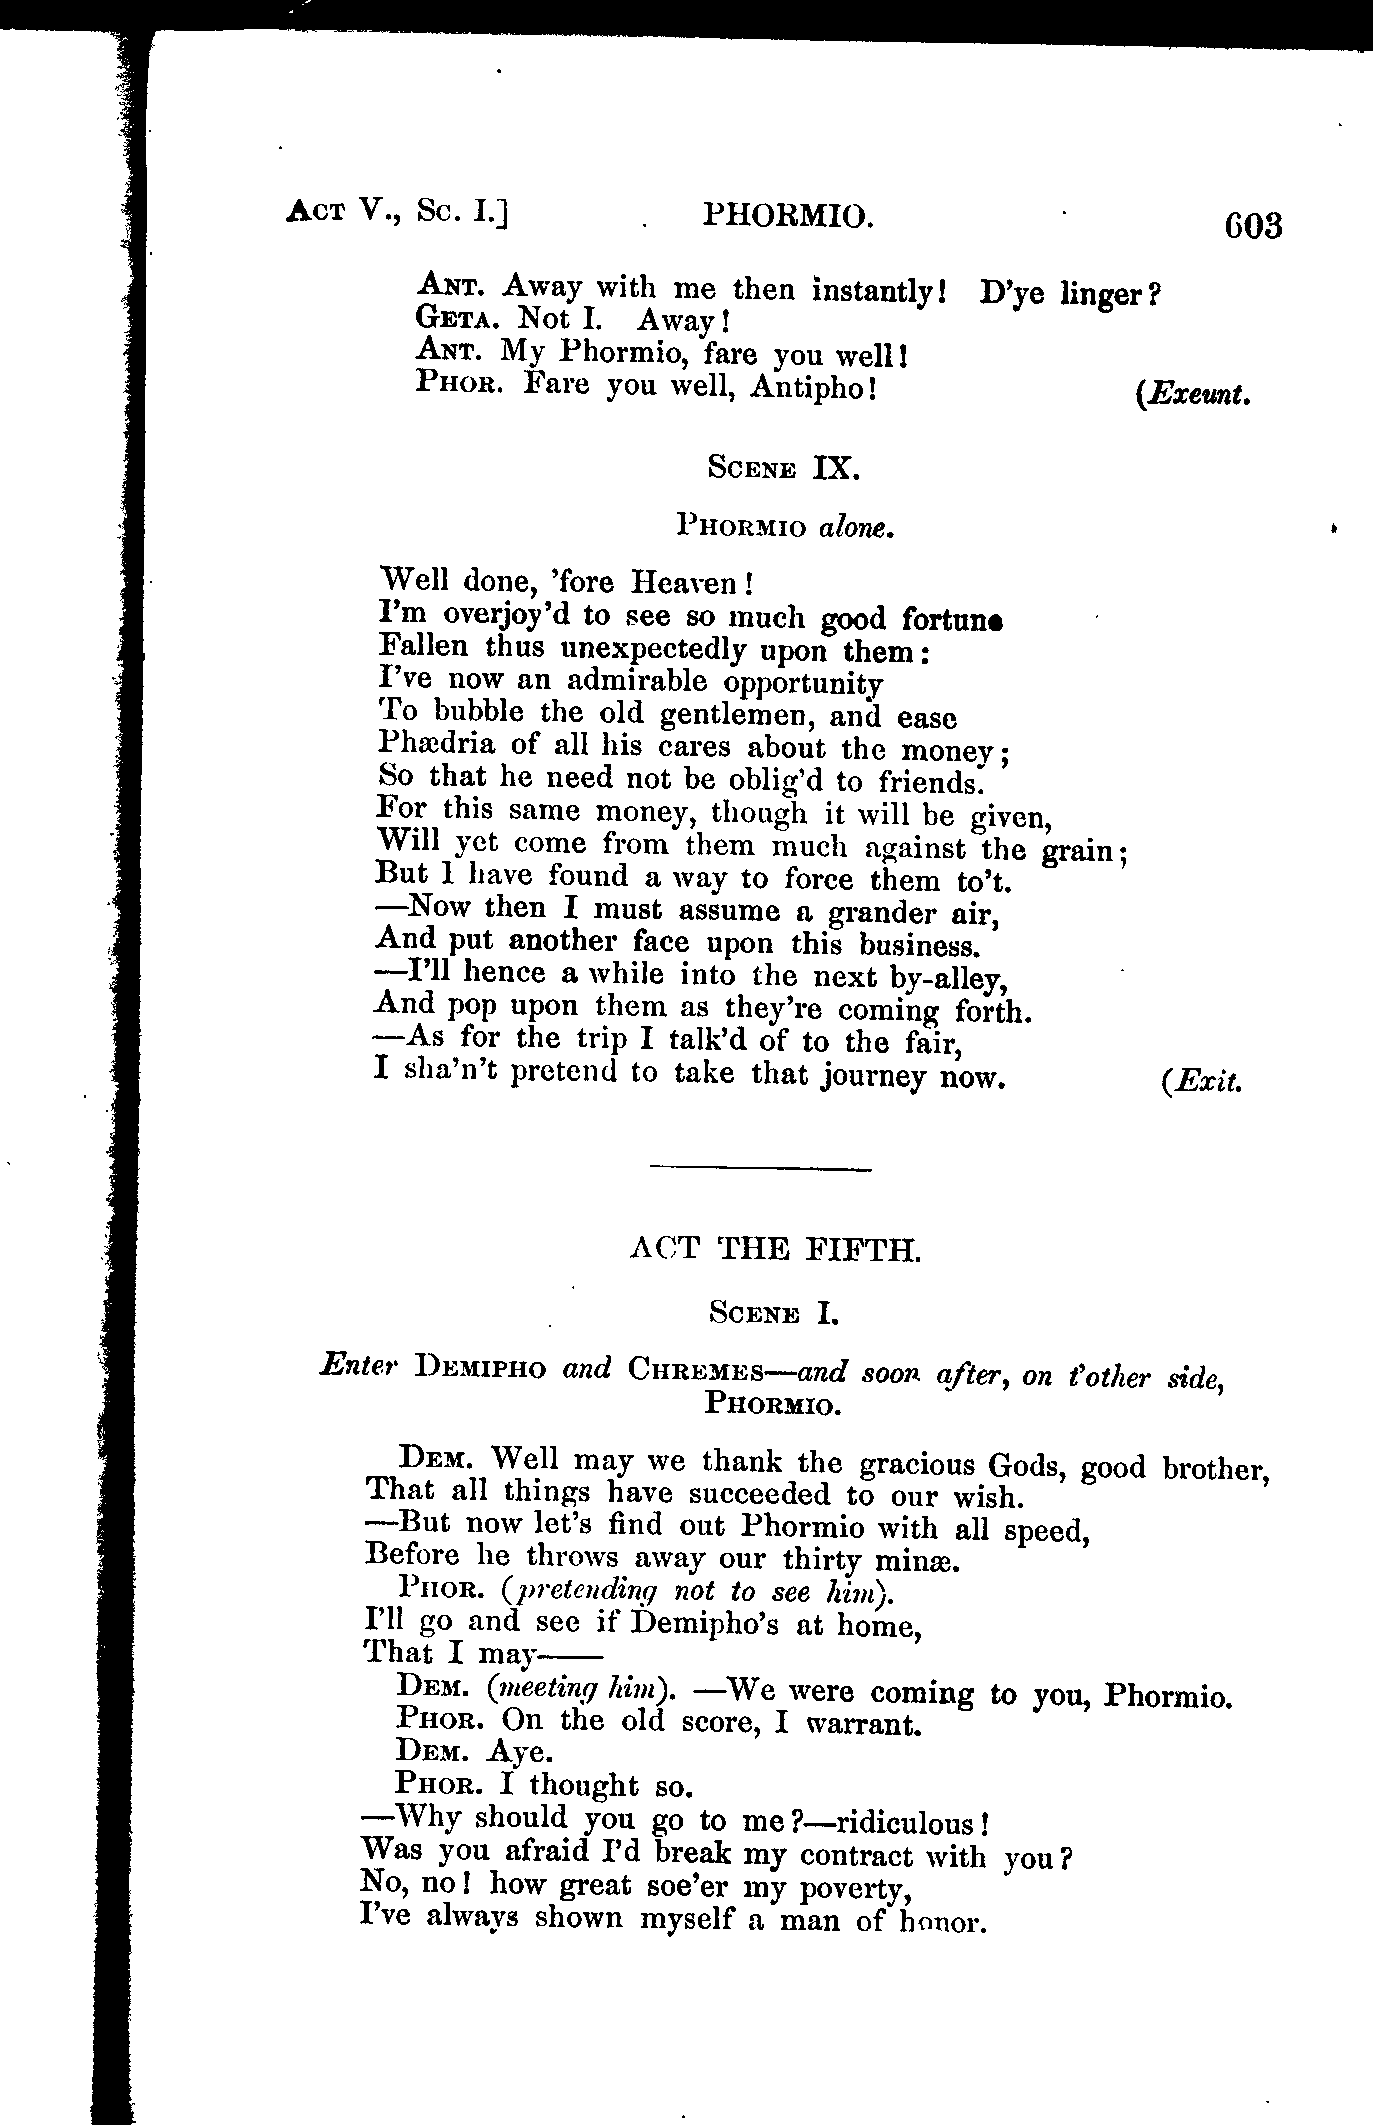 ACT V., Sc. I.] PHORMIO. 603
ANT. Away with me then instantly! D'ye linger?
GETA. Not I. Away!
ANT. My Phormio, fare you well!
PHOR. Fare you well, Antipho! (Exeunt.
SCENE IX.
PHORMIO alone.
Well done, 'fore Heaven!
I'm overjoy'd to see so much good fortune
Fallen thus unexpectedly upon them:
I've now an admirable opportunity
To bubble the old gentlemen, and ease
Phædria of all his cares about the money;
So that he need not be oblig'd to friends.
For this same money, though it will be given,
Will yet come from them much against the grain;
But I have found a way to force them to't.
—Now then I must assume a grander air,
And put another face upon this business.
—I'll hence a while into the next by-alley,
And pop upon them as they're coming forth.
—As for the trip I talk'd of to the fair,
I sha'n't pretend to take that journey now. (Exit.
ACT THE FIFTH.
SCENE I.
Enter DEMIPHO and CHREMES—and soon after, on t'other side,
PHORMIO.
DEM. Well may we thank the gracious Gods, good brother,
That all things have succeeded to our wish.
—But now let's find out Phormio with all speed,
Before he throws away our thirty minæ.
PHOR. (pretending not to see him).
I'll go and see if Demipho's at home,
That I may——
DEM. (meeting him). —We were coming to you, Phormio.
PHOR. On the old score, I warrant.
DEM. Aye.
PHOR. I thought so.
—Why should you go to me?—ridiculous!
Was you afraid I'd break my contract with you?
No, no! how great soe'er my poverty,
I've always shown myself a man of honor.